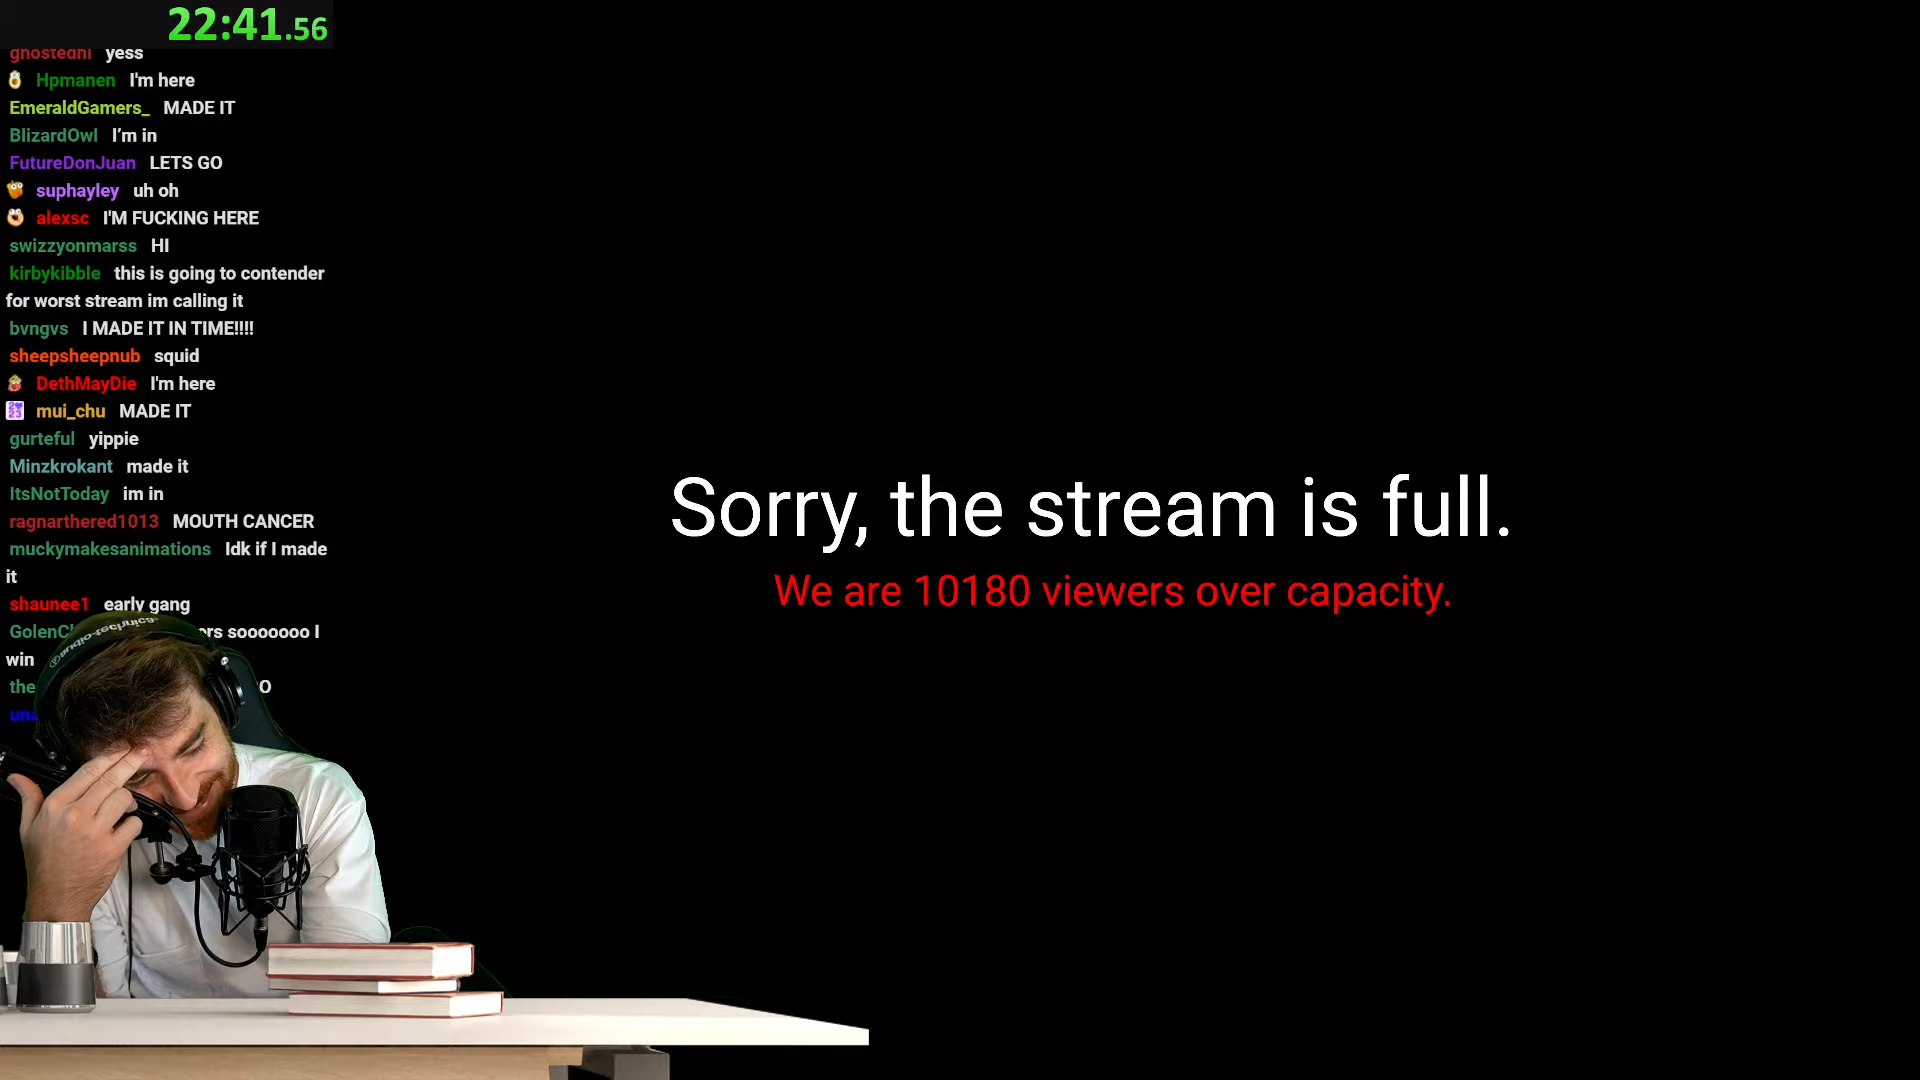 22:41.56
ghostedhl yess
Hpmanen I'm here
EmeraldGamers_ MADE IT
BlizardOwl I'm in
FutureDonJuan LETS GO
suphayley uh oh
alexsc I'M FUCKING HERE
swizzyonmarss HI
kirbykibble this is going to contender
for worst stream im calling it
bvngvs I MADE IT IN TIME!!!!
sheepsheepnub squid
DethMayDie I'm here
mui_chu MADE IT
gurteful yippie
Minzkrokant made it
ItsNotToday im in
ragnarthered1013 MOUTH CANCER
muckymakesanimations Idk if I made
it
shaunee1 early gang
sooooooo I
win
audio-technica
Sorry, the stream is full.
We are 10180 viewers over capacity.